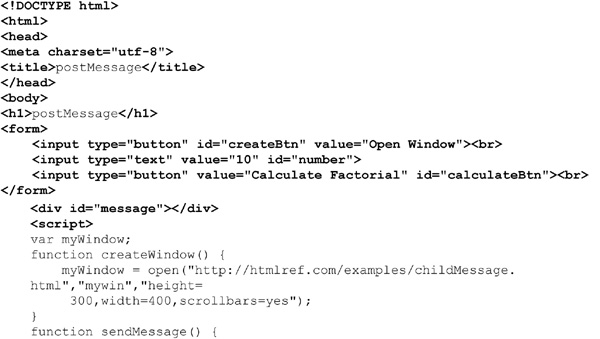 <!DOCTYPE html>
<html>
<head>
<meta charset="utf-8">
<title>postMessage</title>
</head>
<body>
<h1>postMessage</h1>
<form>
    <input type="button" id="createBtn" value="Open Window"><br>
    <input type="text" value="10" id="number">
    <input type="button" value="Calculate Factorial" id="calculateBtn"><br>
</form>
    <div id="message"></div>
    <script>
    var myWindow;
    function createWindow() {
        myWindow = open("http://htmlref.com/examples/childMessage.
    html","mywin","height=
         300,width=400,scrollbars=yes");
    }
    function sendMessage() {